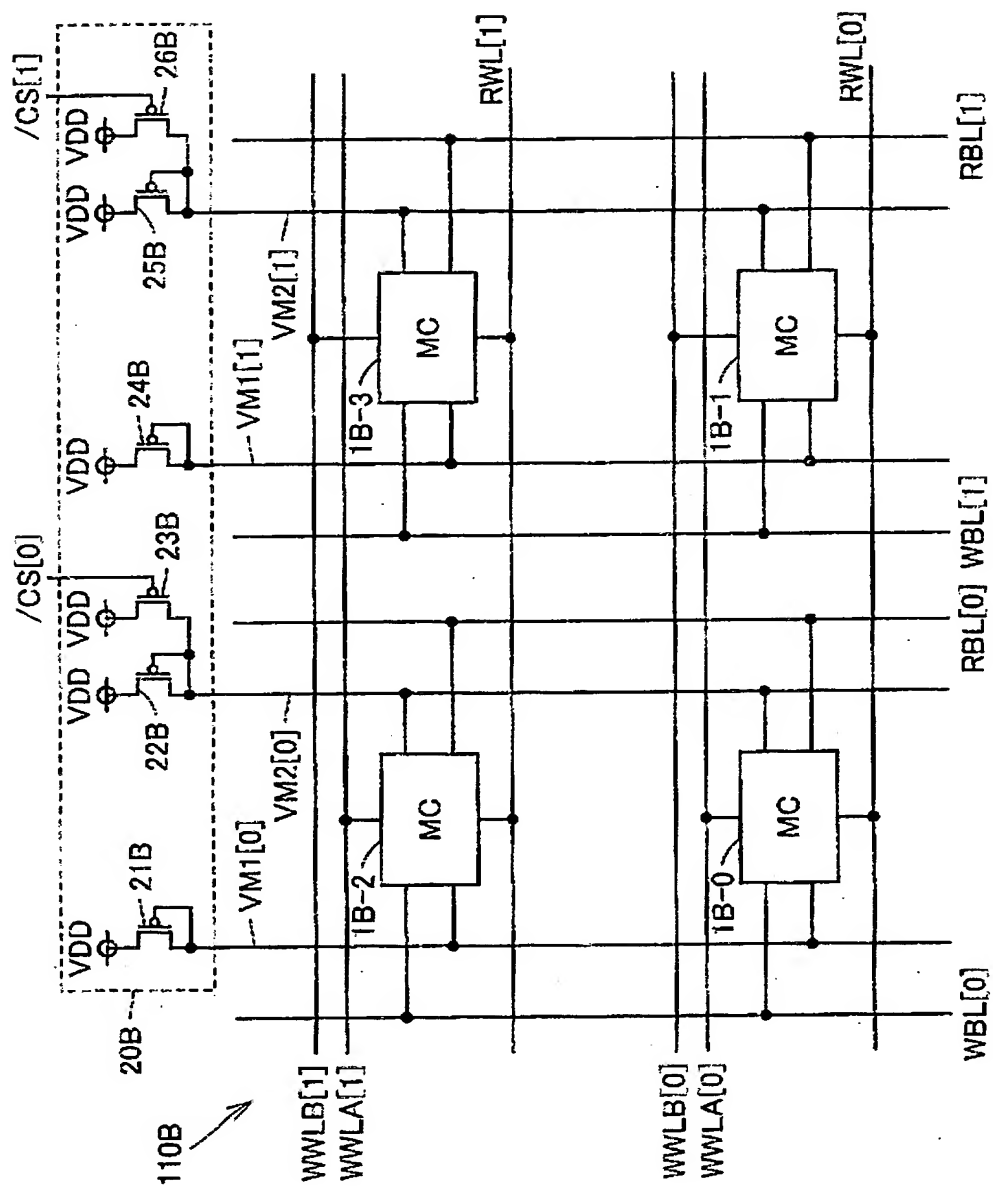 /CS[0]
/CS[1]
VDD
VDD
VDD
VDD
VDD
VDD
21B
22B
23B
24B
25B
26B
20B
110B
VM1[0]
VM2[0]
VM1[1]
VM2[1]
WWLB[1]
WWLA[1]
1B-2
MC
1B-3
MC
RWL[1]
WWLB[0]
WWLA[0]
1B-0
MC
1B-1
MC
RWL[0]
WBL[0]
RBL[0]
WBL[1]
RBL[1]